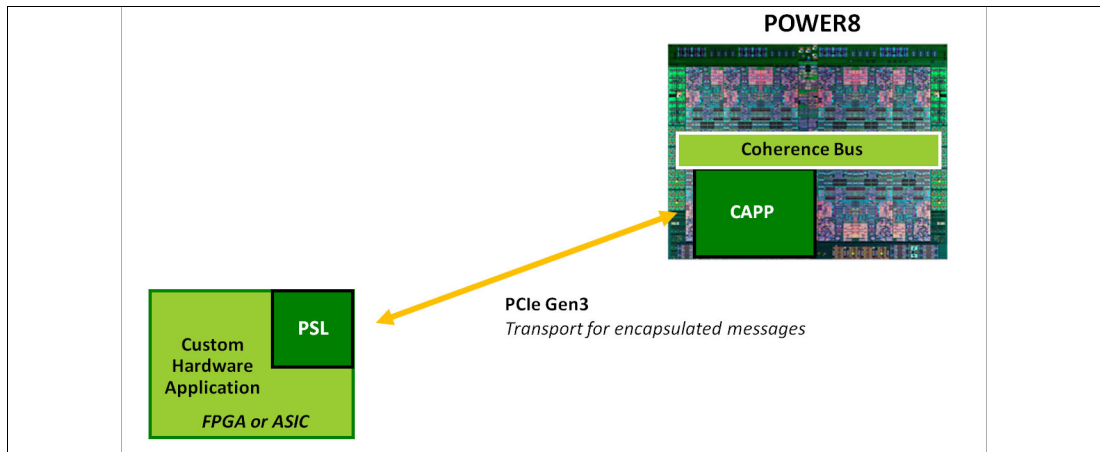 POWER8
Coherence Bus
CAPP
PCIe Gen3
Transport for encapsulated messages
PSL
Custom
Hardware
Application
FPGA or ASIC